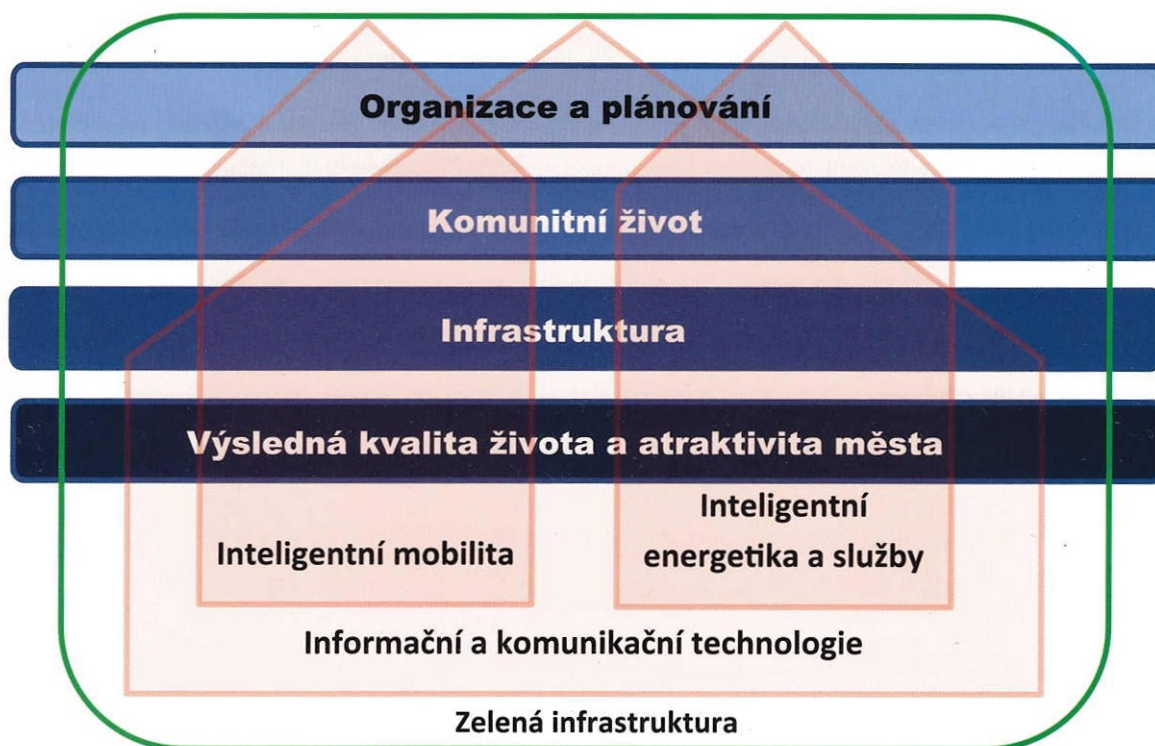 Organizace a plánování
Komunitní život
Infrastruktura
Výsledná kvalita života a atraktivita města
Inteligentní mobilita
Inteligentní
energetika a služby
Informační a komunikační technologie
Zelená infrastruktura